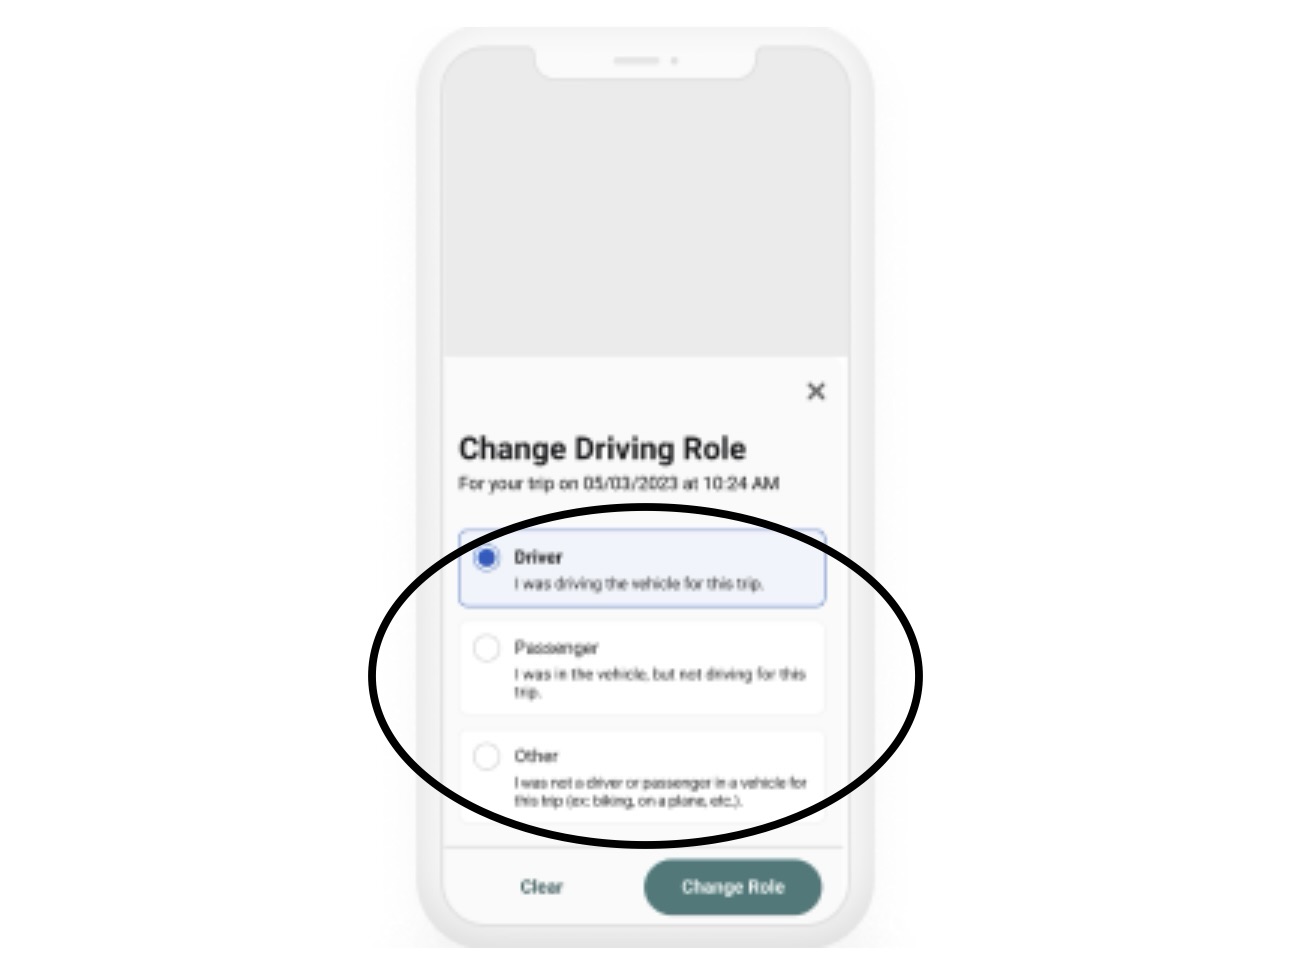 Change Driving Role
For your trip on 05/03/2023 at 10:24 AM
Driver
I was driving the vehicle for this trip.
Passenger
I was in the vehicle, but not driving for this
trip.
Other
I was not a driver or passenger in a vehicle for
this trip (ex: biking, on a plane, etc.).
Clear
Change Role